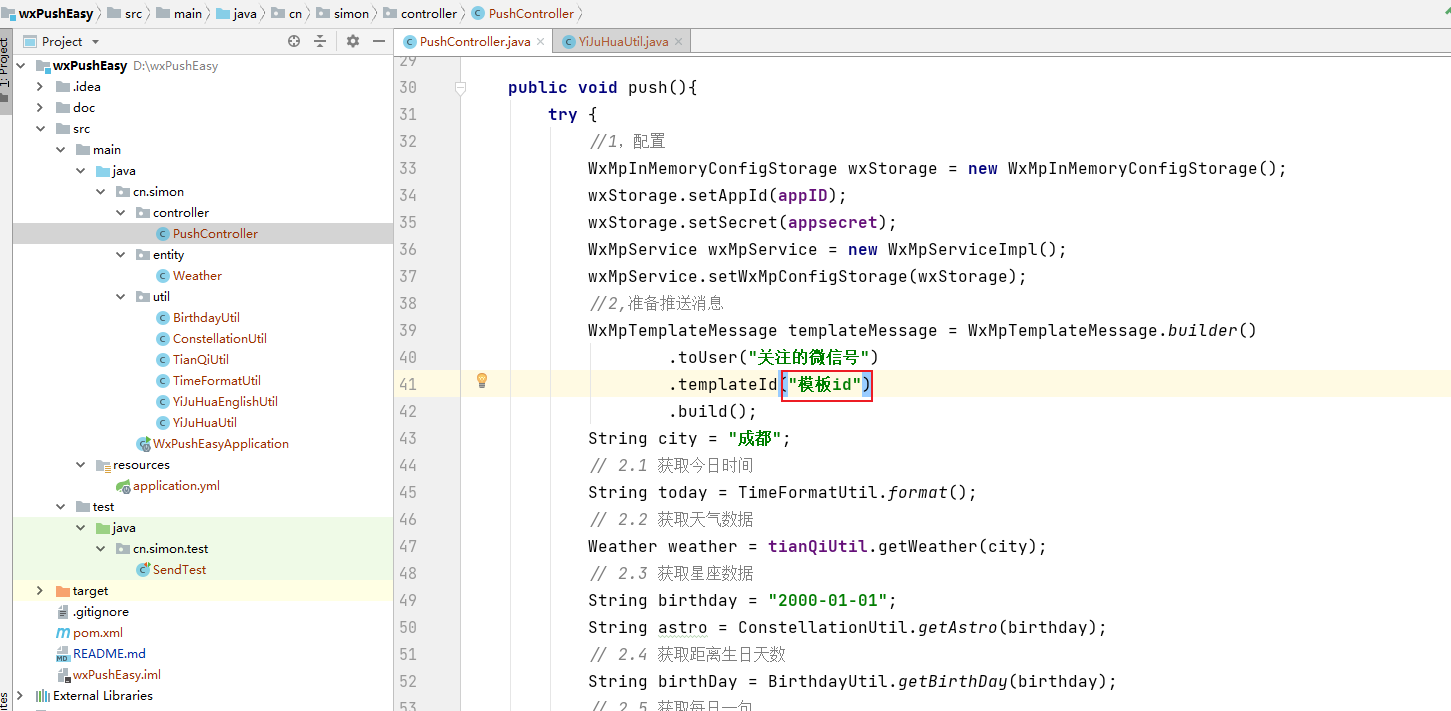 wxPushEasy src main java cn simon controller PushController
1: Project
Project
PushController.java
YiJuHuaUtil.java
wxPushEasy D:\wxPushEasy
.idea
doc
src
main
java
cn.simon
controller
PushController
entity
Weather
util
BirthdayUtil
ConstellationUtil
TianQiUtil
TimeFormatUtil
YiJuHuaEnglishUtil
YiJuHuaUtil
WxPushEasyApplication
resources
application.yml
test
java
cn.simon.test
SendTest
target
.gitignore
pom.xml
README.md
wxPushEasy.iml
External Libraries
29
30 public void push(){
31 try {
32 //1，配置
33 WxMpInMemoryConfigStorage wxStorage = new WxMpInMemoryConfigStorage();
34 wxStorage.setAppId(appID);
35 wxStorage.setSecret(appsecret);
36 WxMpService wxMpService = new WxMpServiceImpl();
37 wxMpService.setWxMpConfigStorage(wxStorage);
38 //2,准备推送消息
39 WxMpTemplateMessage templateMessage = WxMpTemplateMessage.builder()
40 .toUser("关注的微信号")
41 .templateId("模板id")
42 .build();
43 String city = "成都";
44 // 2.1 获取今日时间
45 String today = TimeFormatUtil.format();
46 // 2.2 获取天气数据
47 Weather weather = tianQiUtil.getWeather(city);
48 // 2.3 获取星座数据
49 String birthday = "2000-01-01";
50 String astro = ConstellationUtil.getAstro(birthday);
51 // 2.4 获取距离生日天数
52 String birthDay = BirthdayUtil.getBirthDay(birthday);
53 // 2.5 获取每日一句